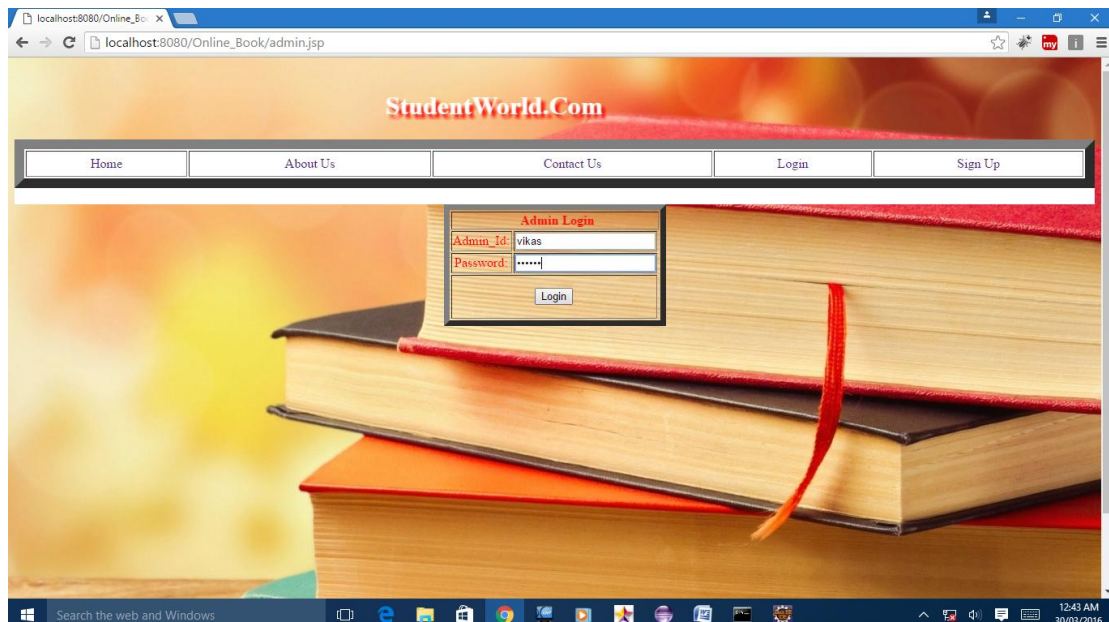 localhost:8080/Online_Bo
localhost:8080/Online_Book/admin.jsp
my
StudentWorld.Com
Home About Us Contact Us Login Sign Up
Admin Login
Admin_Id: vikas
Password: ••••••
Login
Search the web and Windows
12:43 AM
30/03/2016